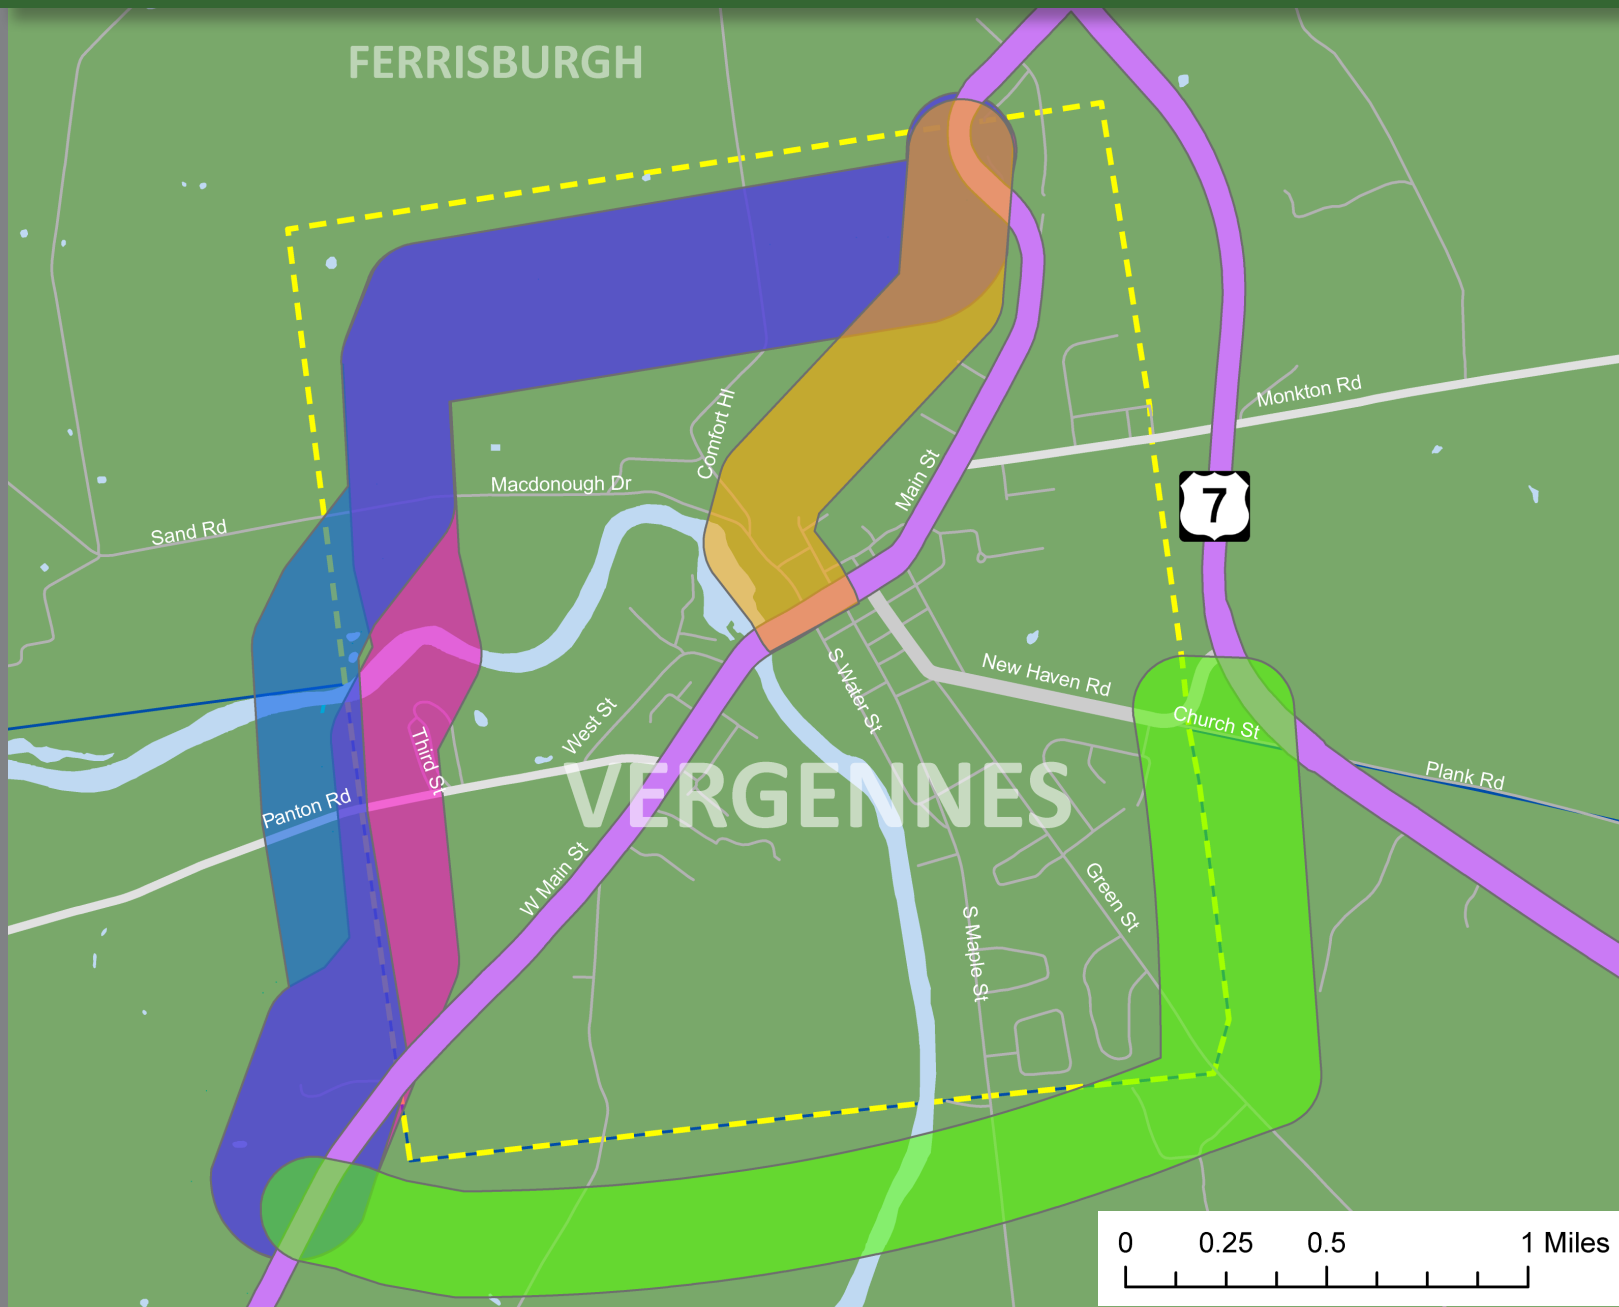 FERRISBURGH
Monkton Rd
Comfort Hl
Main St
Macdonough Dr
7
Sand Rd
New Haven Rd
S Water St
West St
Church St
Third St
Plank Rd
Panton Rd
VERGENNES
W Main St
Green St
S Maple St
0 0.25 0.5 1 Miles